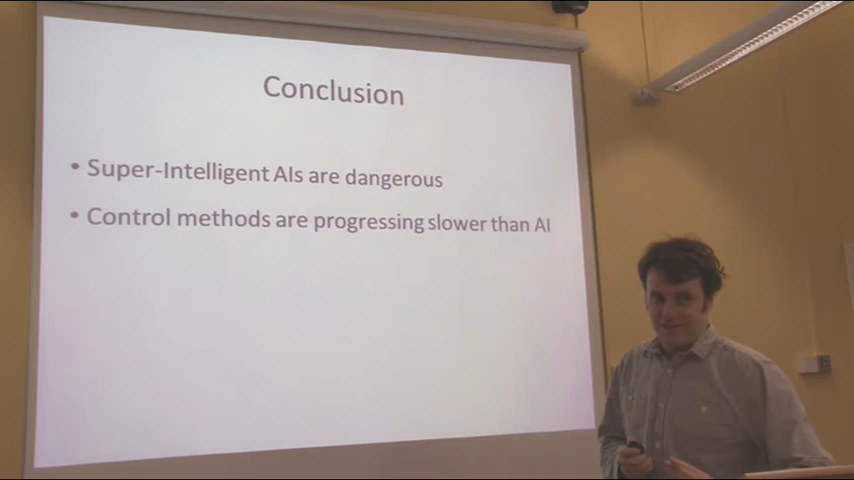 Conclusion
• Super-Intelligent AIs are dangerous
• Control methods are progressing slower than AI